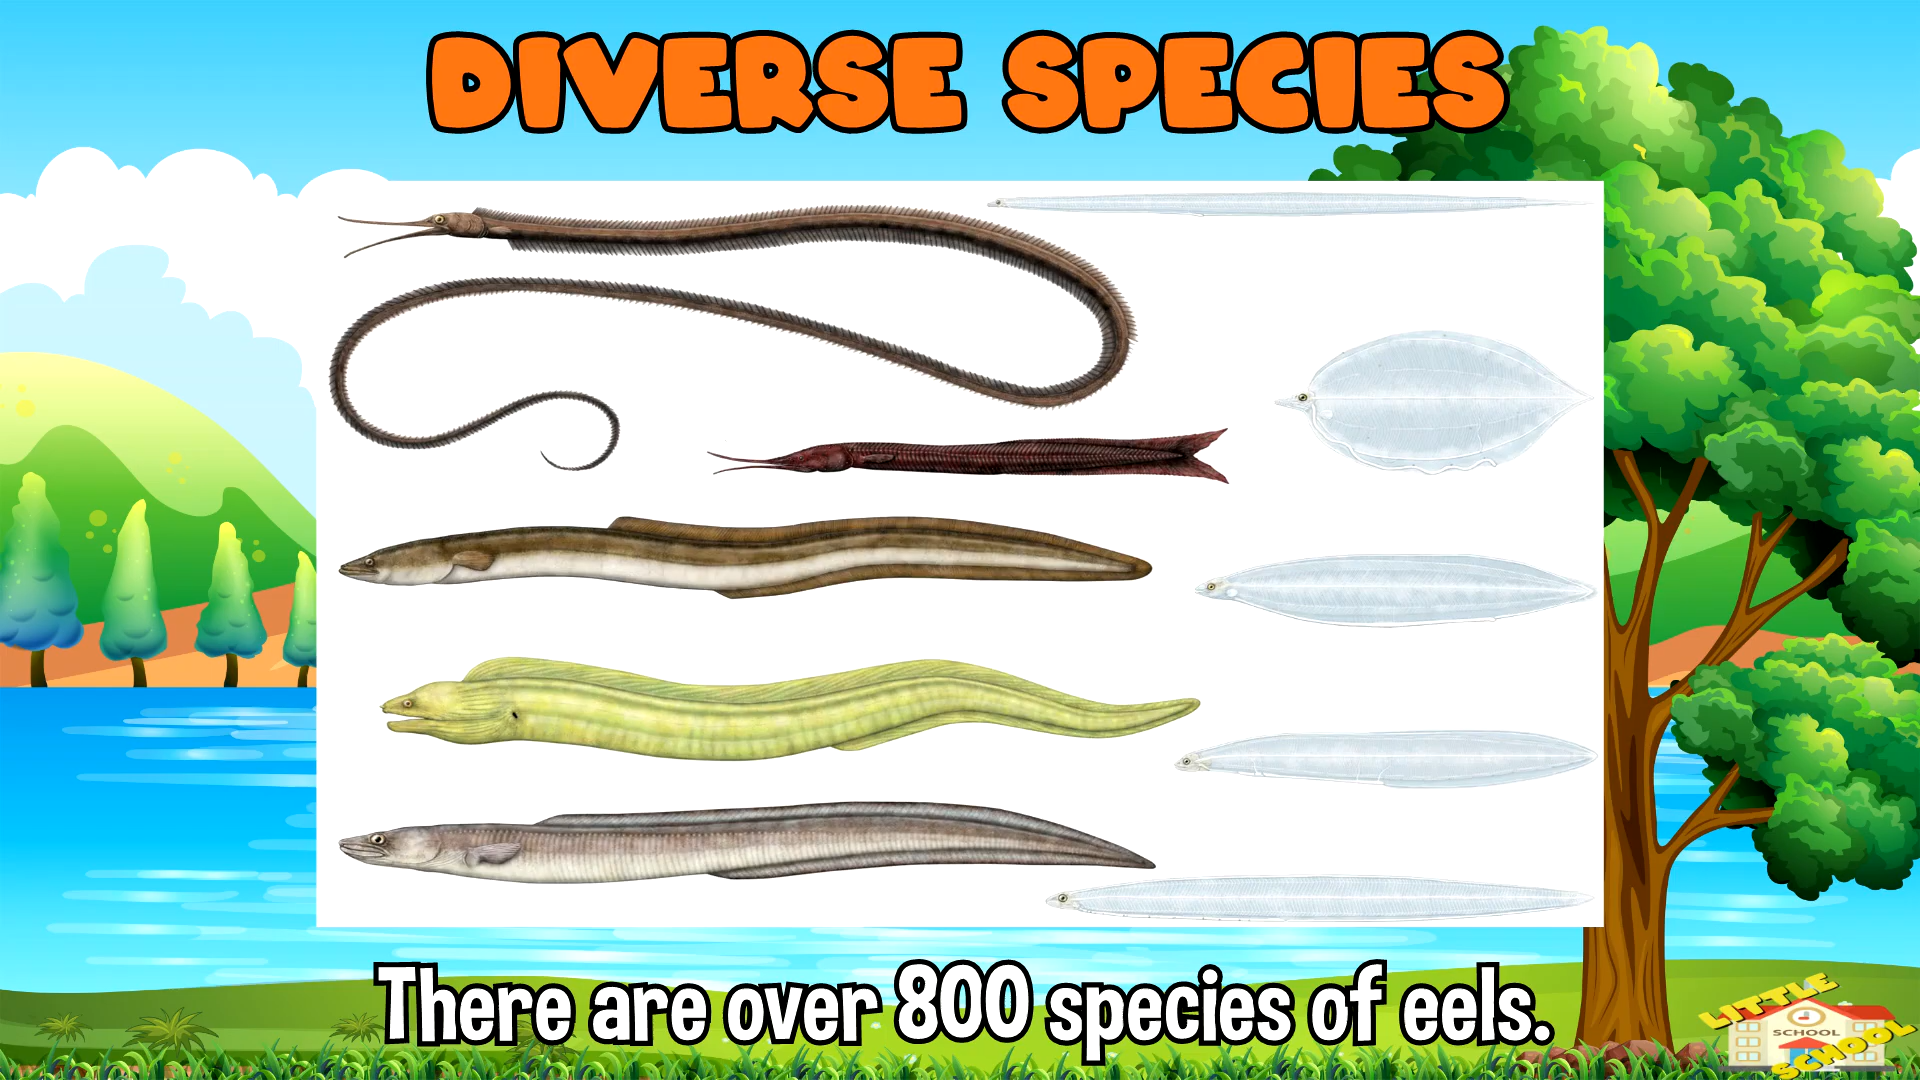 DIVERSE SPECIES
There are over 800 species of eels.
LITTLE
SCHOOL
SCHOOL